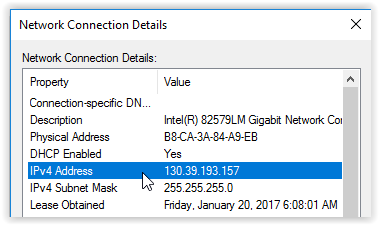 Network Connection Details
Network Connection Details:
Property Value
Connection-specific DN...
Description Intel(R) 82579LM Gigabit Network Cor
Physical Address B8-CA-3A-84-A9-EB
DHCP Enabled Yes
IPv4 Address 130.39.193.157
IPv4 Subnet Mask 255.255.255.0
Lease Obtained Friday, January 20, 2017 6:08:01 AM